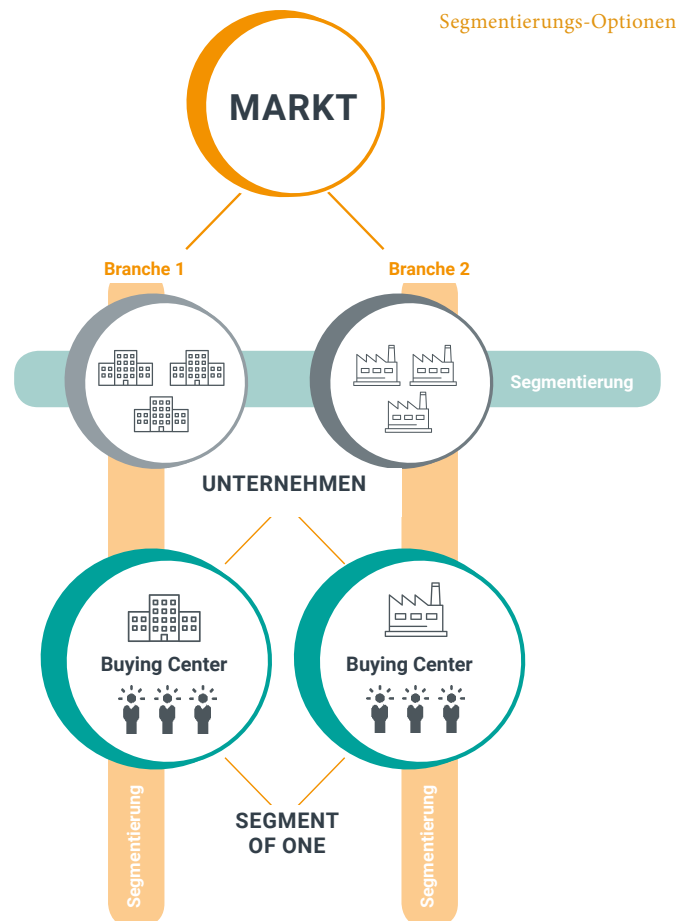 Segmentierungs-Optionen
MARKT
Branche 1
Branche 2
Segmentierung
UNTERNEHMEN
Buying Center
Buying Center
SEGMENT
OF ONE
Segmentierung
Segmentierung